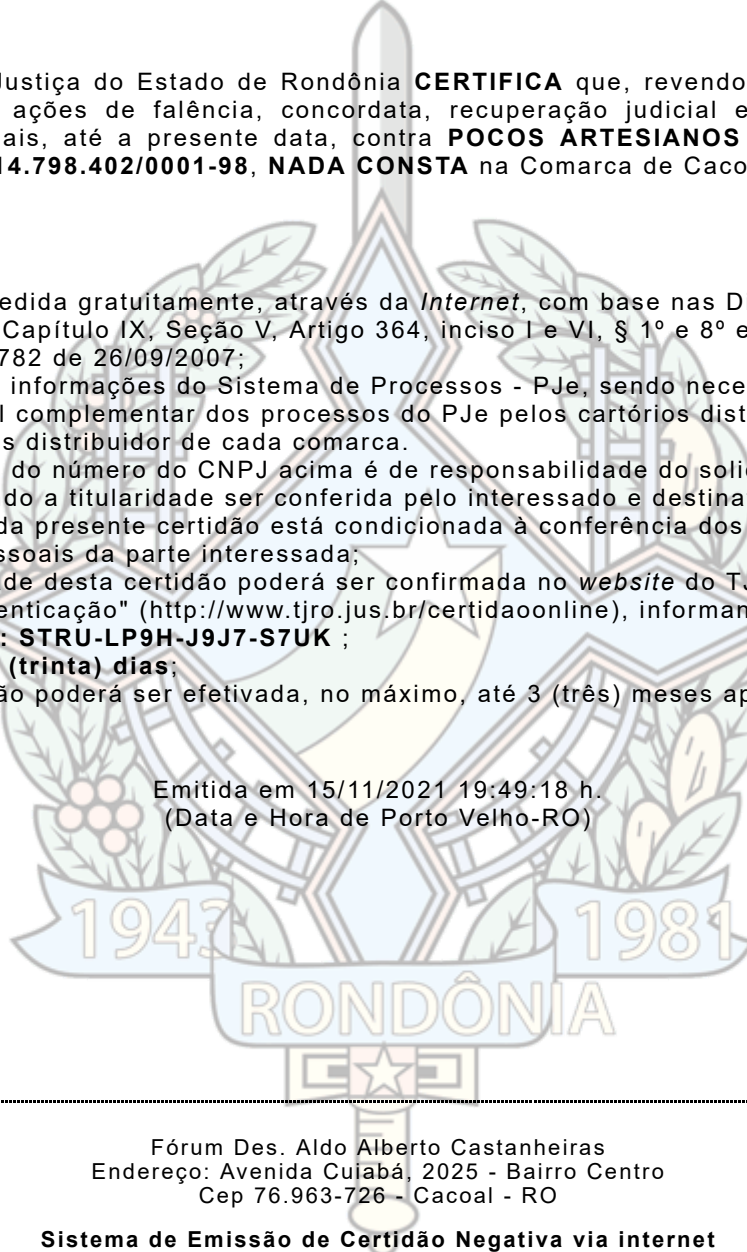 Justiça do Estado de Rondônia CERTIFICA que, revendo
ações de falência, concordata, recuperação judicial e
ais, até a presente data, contra POCOS ARTESIANOS
14.798.402/0001-98, NADA CONSTA na Comarca de Caco
edida gratuitamente, através da Internet, com base nas D
Capítulo IX, Seção V, Artigo 364, inciso I e VI, § 1º e 8º e
782 de 26/09/2007;
informações do Sistema de Processos - PJe, sendo nece
l complementar dos processos do PJe pelos cartórios dist
s distribuidor de cada comarca.
do número do CNPJ acima é de responsabilidade do solic
do a titularidade ser conferida pelo interessado e destina
da presente certidão está condicionada à conferência dos
ssoais da parte interessada;
de desta certidão poderá ser confirmada no website do TJ
enticação" (http://www.tjro.jus.br/certidaoonline), informan
: STRU-LP9H-J9J7-S7UK ;
(trinta) dias;
ão poderá ser efetivada, no máximo, até 3 (três) meses ap
Emitida em 15/11/2021 19:49:18 h.
(Data e Hora de Porto Velho-RO)
1943 1981
RONDÔNIA
Fórum Des. Aldo Alberto Castanheiras
Endereço: Avenida Cuiabá, 2025 - Bairro Centro
Cep 76.963-726 - Cacoal - RO
Sistema de Emissão de Certidão Negativa via internet